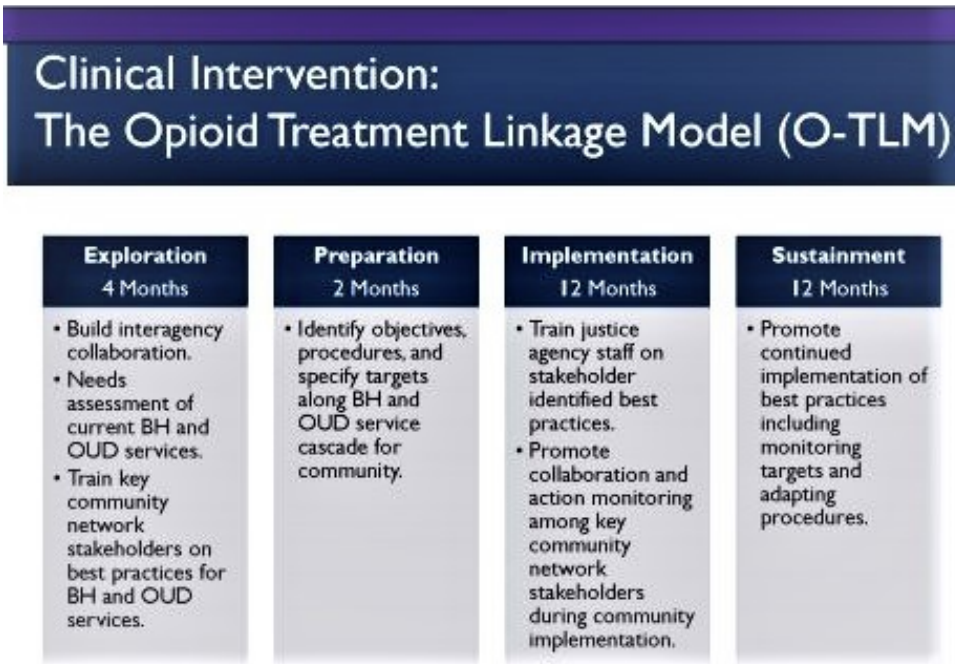 Clinical Intervention:
The Opioid Treatment Linkage Model (O-TLM)
Exploration
4 Months
• Build interagency
collaboration.
• Needs
assessment of
current BH and
OUD services.
• Train key
community
network
stakeholders on
best practices for
BH and OUD
services.
Preparation
2 Months
• Identify objectives,
procedures, and
specify targets
along BH and
OUD service
cascade for
community.
Implementation
12 Months
• Train justice
agency staff on
stakeholder
identified best
practices.
• Promote
collaboration and
action monitoring
among key
community
network
stakeholders
during community
implementation.
Sustainment
12 Months
• Promote
continued
implementation of
best practices
including
monitoring
targets and
adapting
procedures.